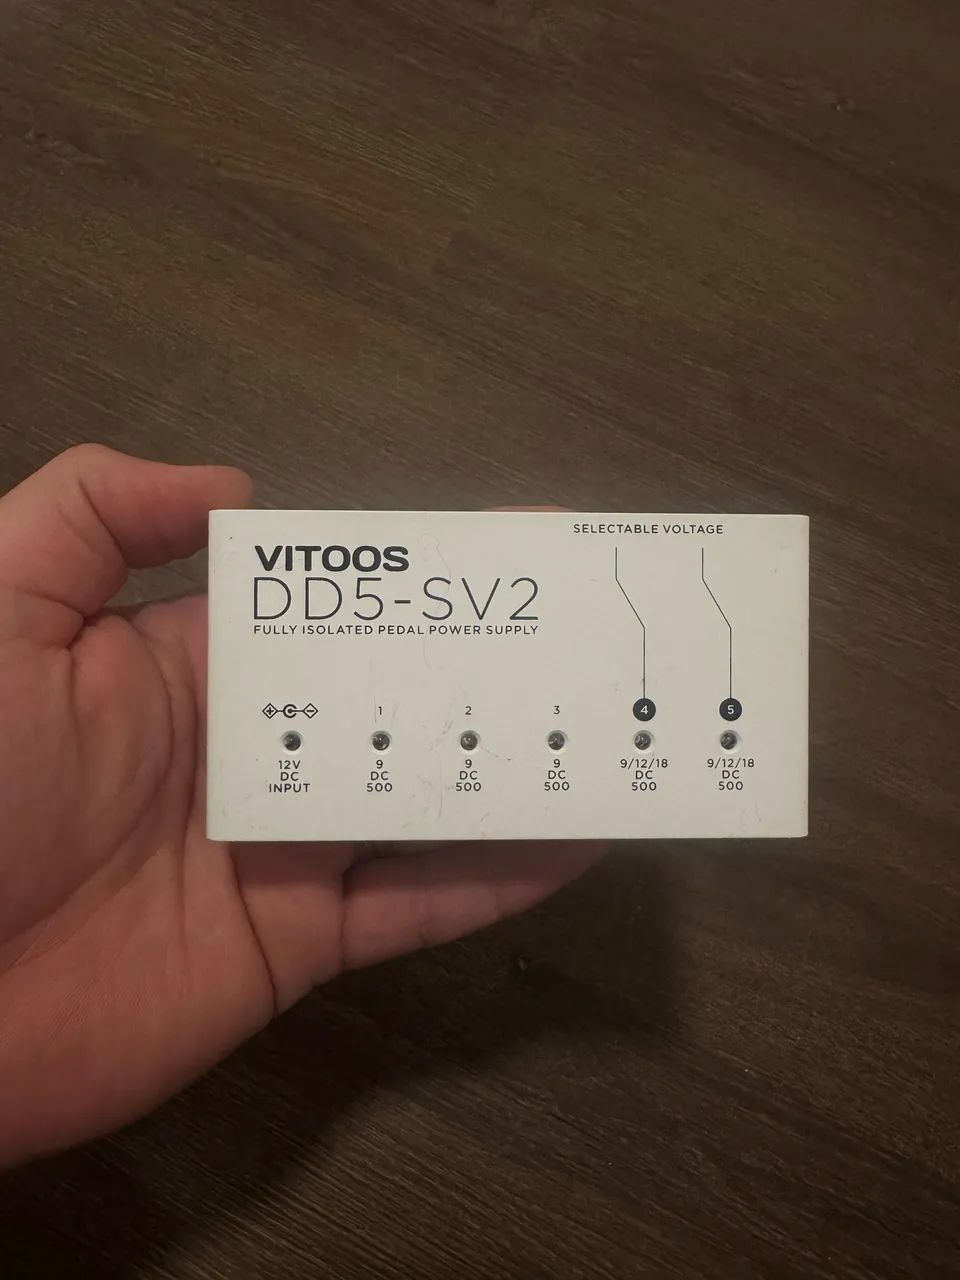 SELECTABLE VOLTAGE
VITOOS
DD5-SV2
FULLY ISOLATED PEDAL POWER SUPPLY
+ C - 1 2 3 4 5
12V 9 9 9 9/12/18 9/12/18
DC DC DC DC DC DC
INPUT 500 500 500 500 500